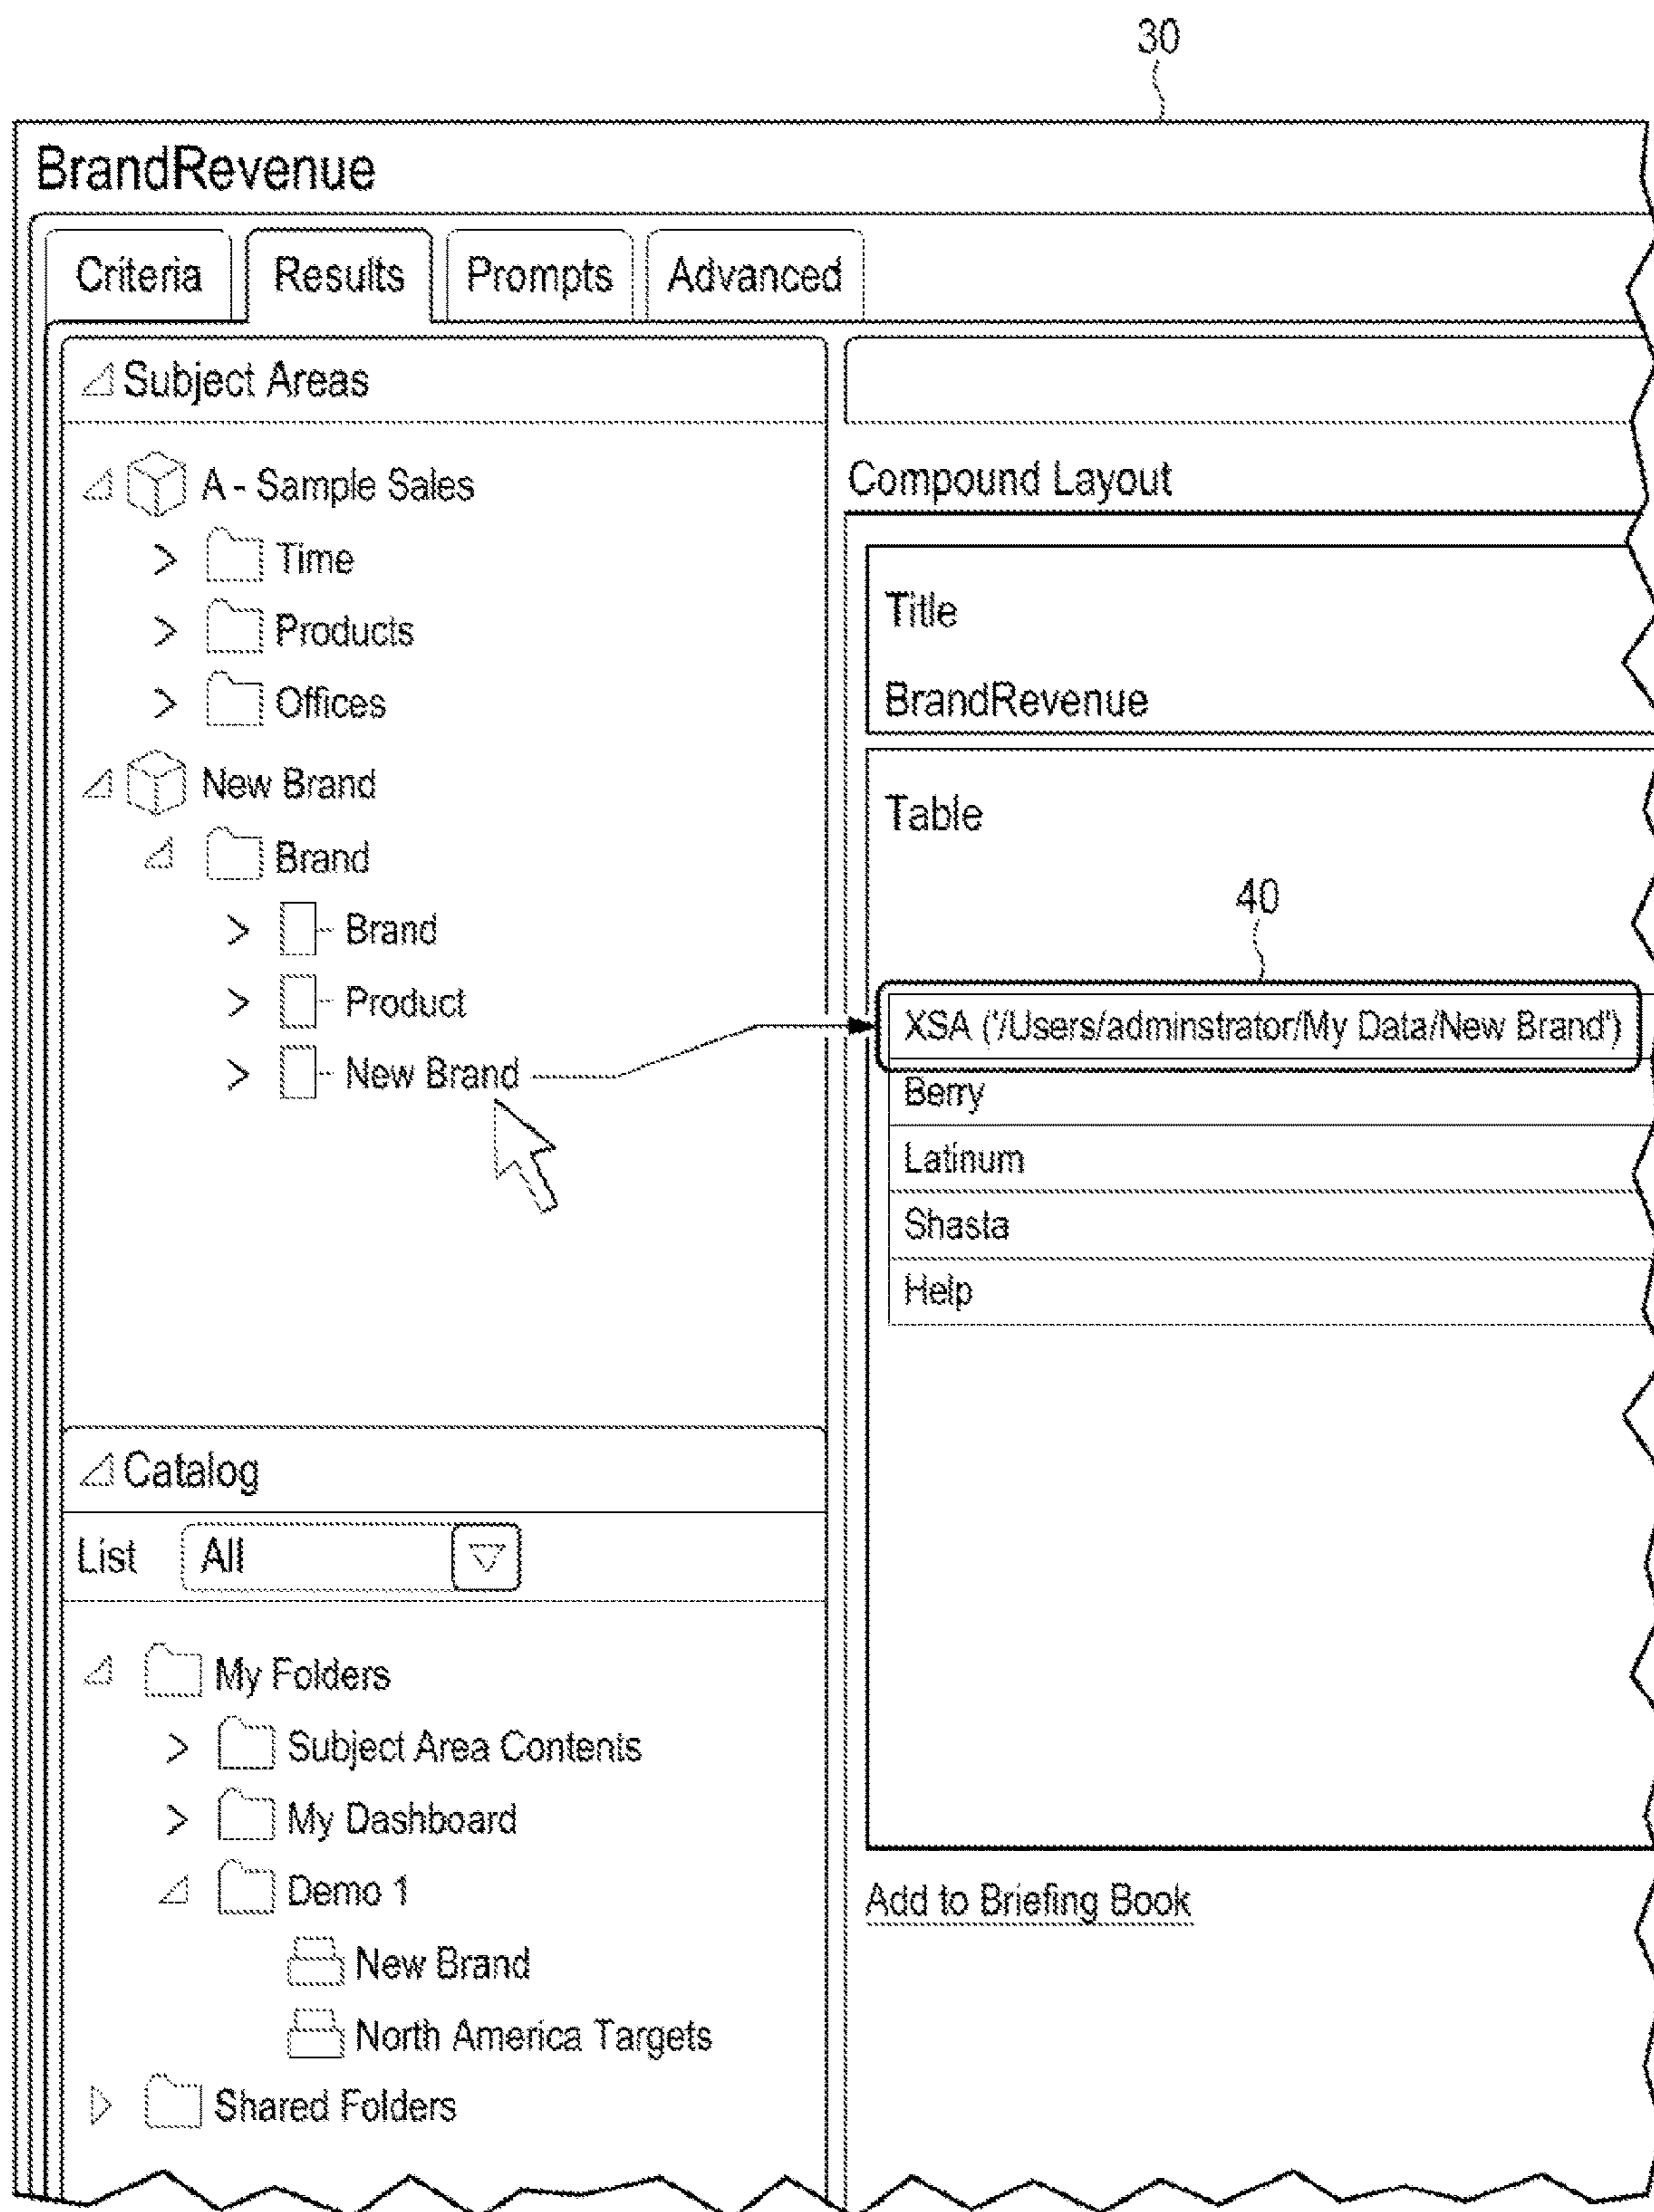 30
BrandRevenue
Criteria
Results
Prompts
Advanced
Subject Areas
A - Sample Sales
Time
Products
Offices
New Brand
Brand
Brand
Product
New Brand
Catalog
List
All
My Folders
Subject Area Contents
My Dashboard
Demo 1
New Brand
North America Targets
Shared Folders
Compound Layout
Title
BrandRevenue
Table
40
XSA ('/Users/adminstrator/My Data/New Brand')
Berry
Latinum
Shasta
Help
Add to Briefing Book